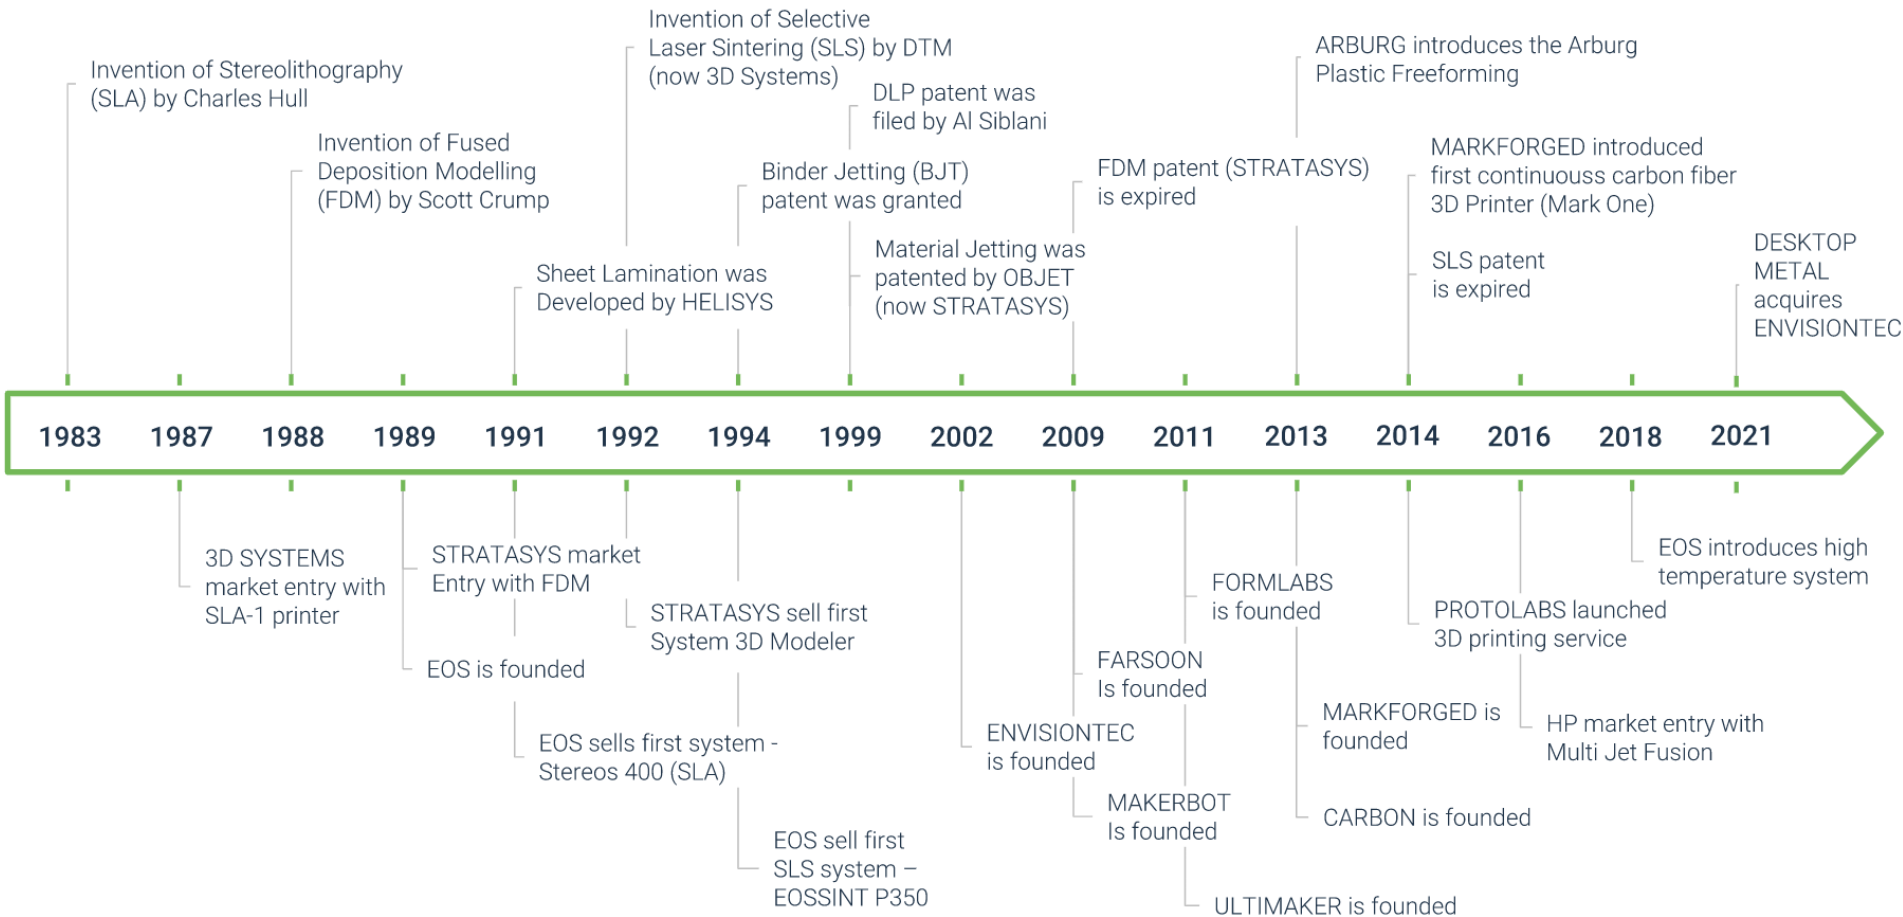 Invention of Stereolithography
(SLA) by Charles Hull
Invention of Fused
Deposition Modelling
(FDM) by Scott Crump
Sheet Lamination was
Developed by HELISYS
Invention of Selective
Laser Sintering (SLS) by DTM
(now 3D Systems)
Binder Jetting (BJT)
patent was granted
DLP patent was
filed by Al Siblani
Material Jetting was
patented by OBJET
(now STRATASYS)
FDM patent (STRATASYS)
is expired
ARBURG introduces the Arburg
Plastic Freeforming
MARKFORGED introduced
first continuouss carbon fiber
3D Printer (Mark One)
SLS patent
is expired
DESKTOP
METAL
acquires
ENVISIONTEC
1983 1987 1988 1989 1991 1992 1994 1999 2002 2009 2011 2013 2014 2016 2018 2021
3D SYSTEMS
market entry with
SLA-1 printer
STRATASYS market
Entry with FDM
EOS is founded
EOS sells first system -
Stereos 400 (SLA)
STRATASYS sell first
System 3D Modeler
EOS sell first
SLS system –
EOSSINT P350
ENVISIONTEC
is founded
FARSOON
Is founded
MAKERBOT
Is founded
FORMLABS
is founded
ULTIMAKER is founded
MARKFORGED is
founded
CARBON is founded
PROTOLABS launched
3D printing service
HP market entry with
Multi Jet Fusion
EOS introduces high
temperature system